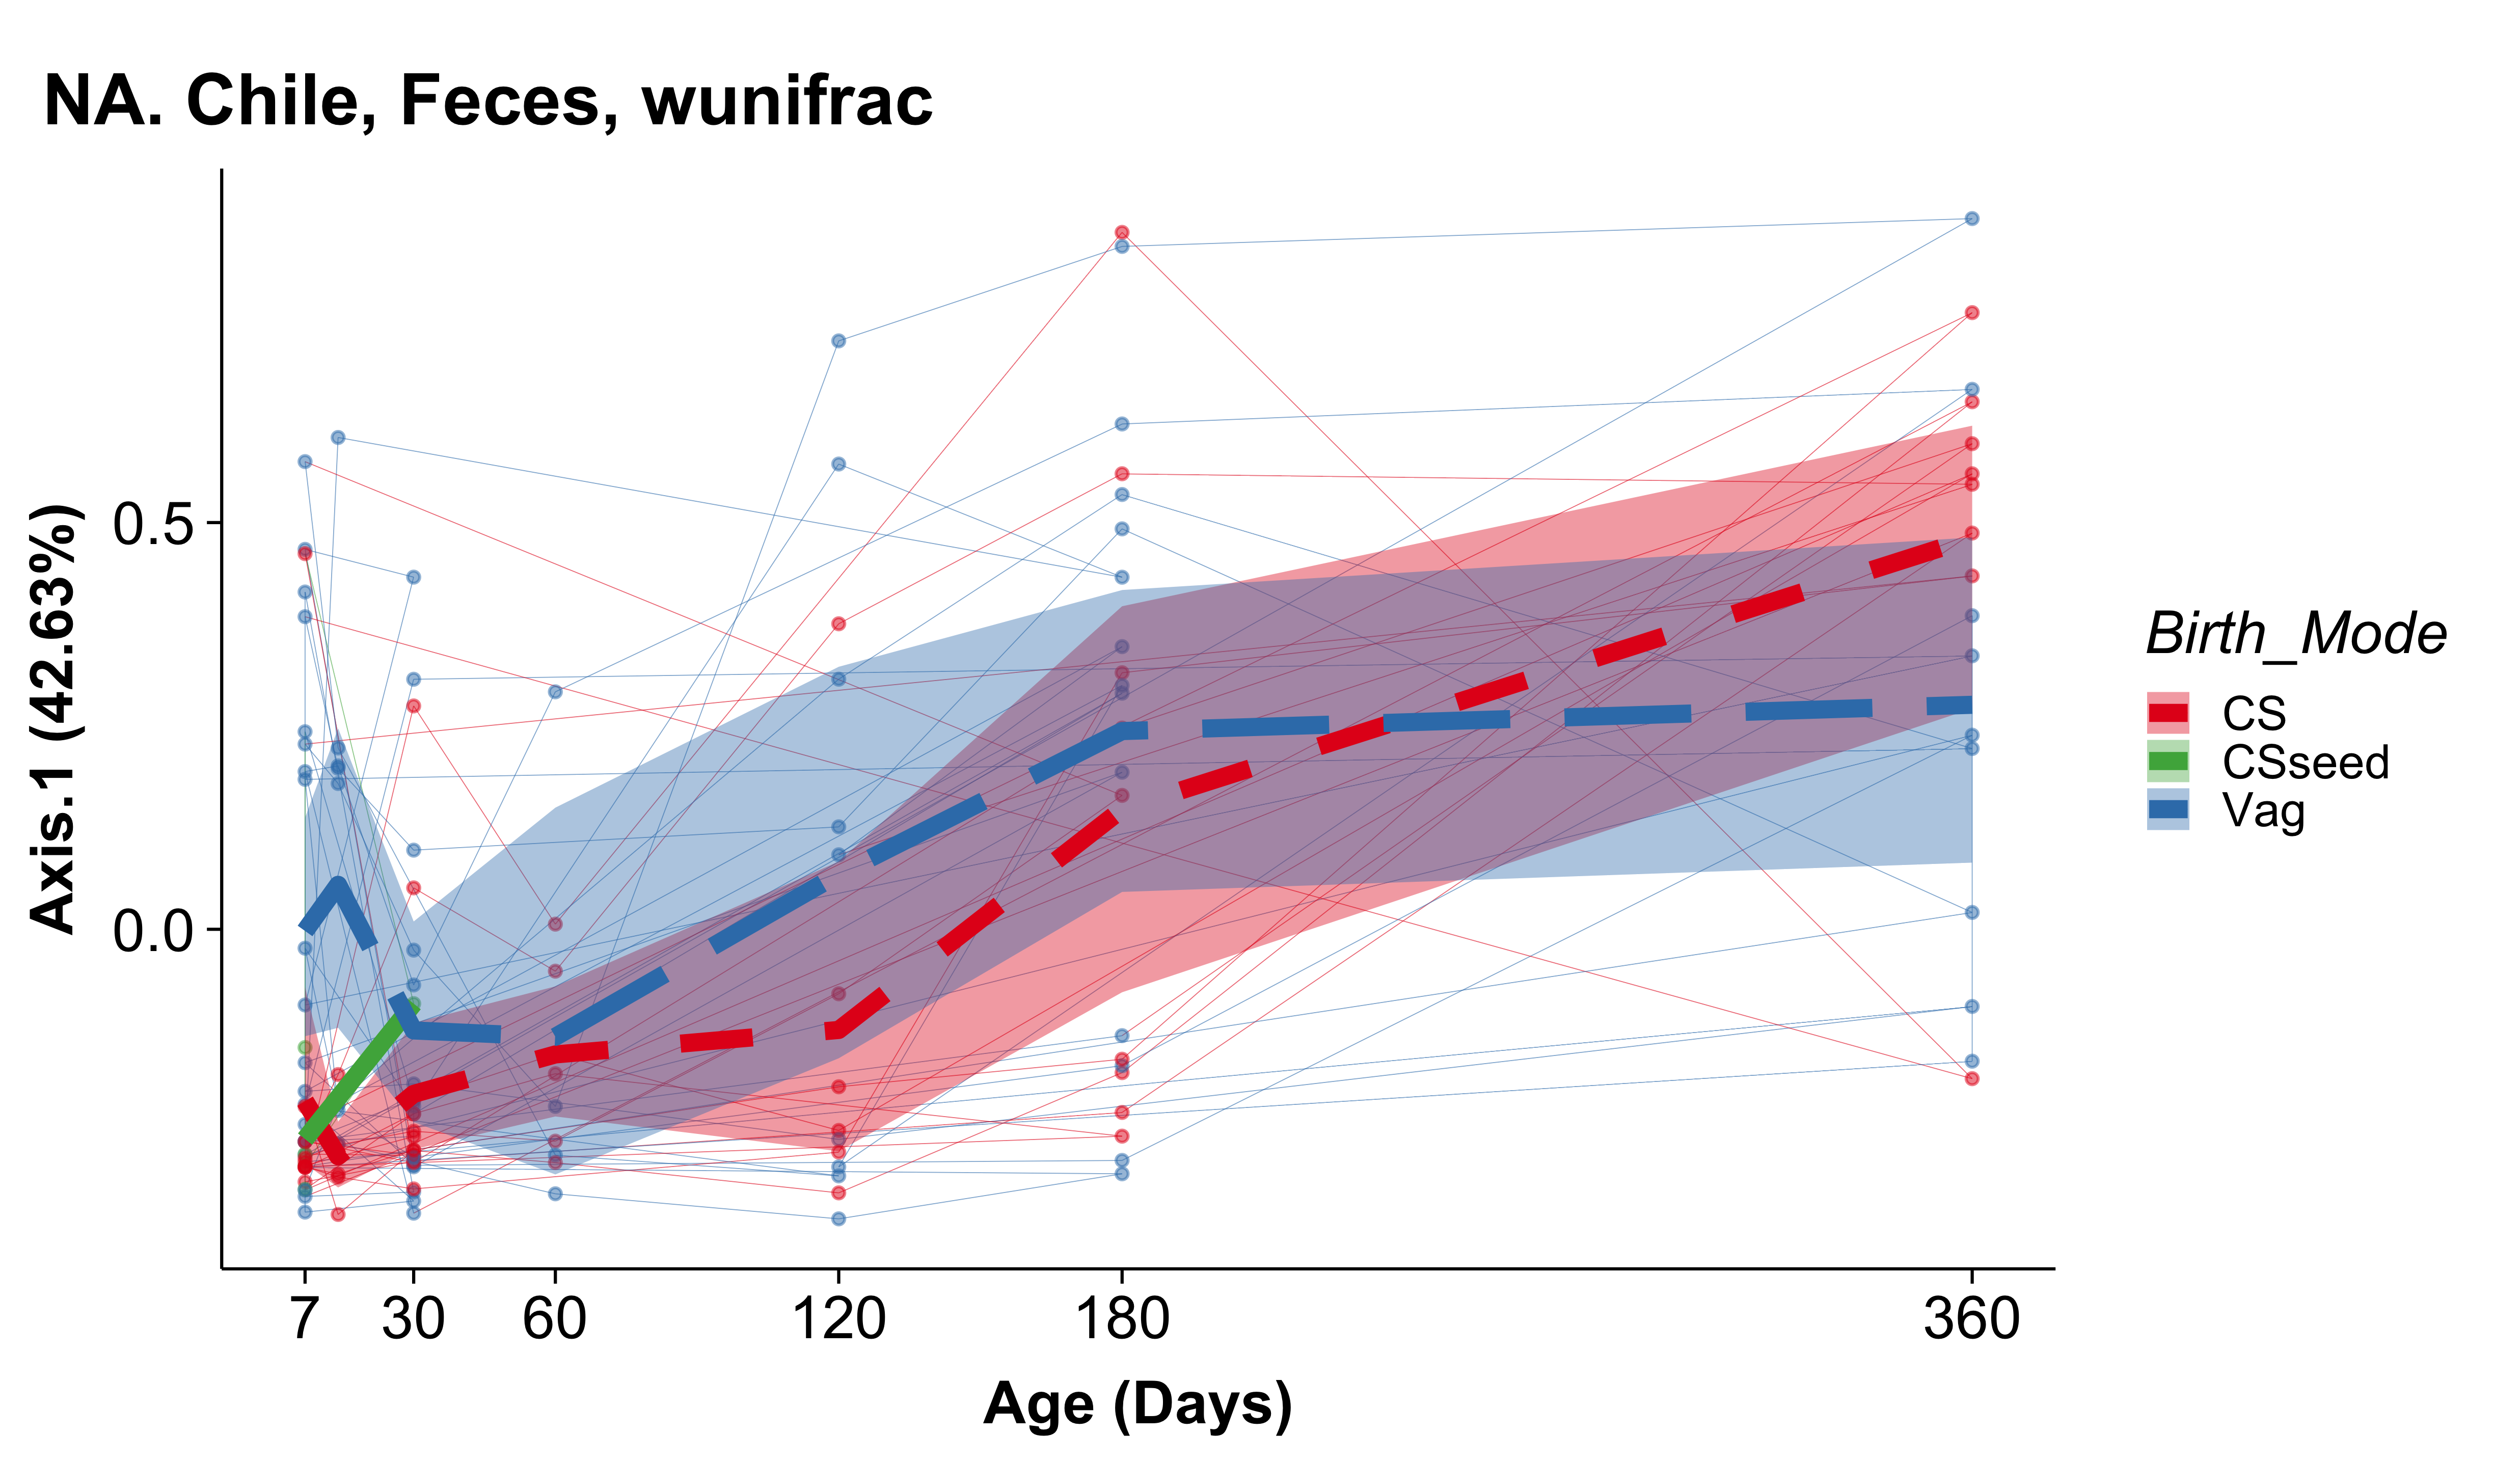 NA. Chile, Feces, wunifrac
Axis.1 (42.63%)
0.5
0.0
7 30 60 120 180 360
Age (Days)
Birth_Mode
CS
CSseed
Vag